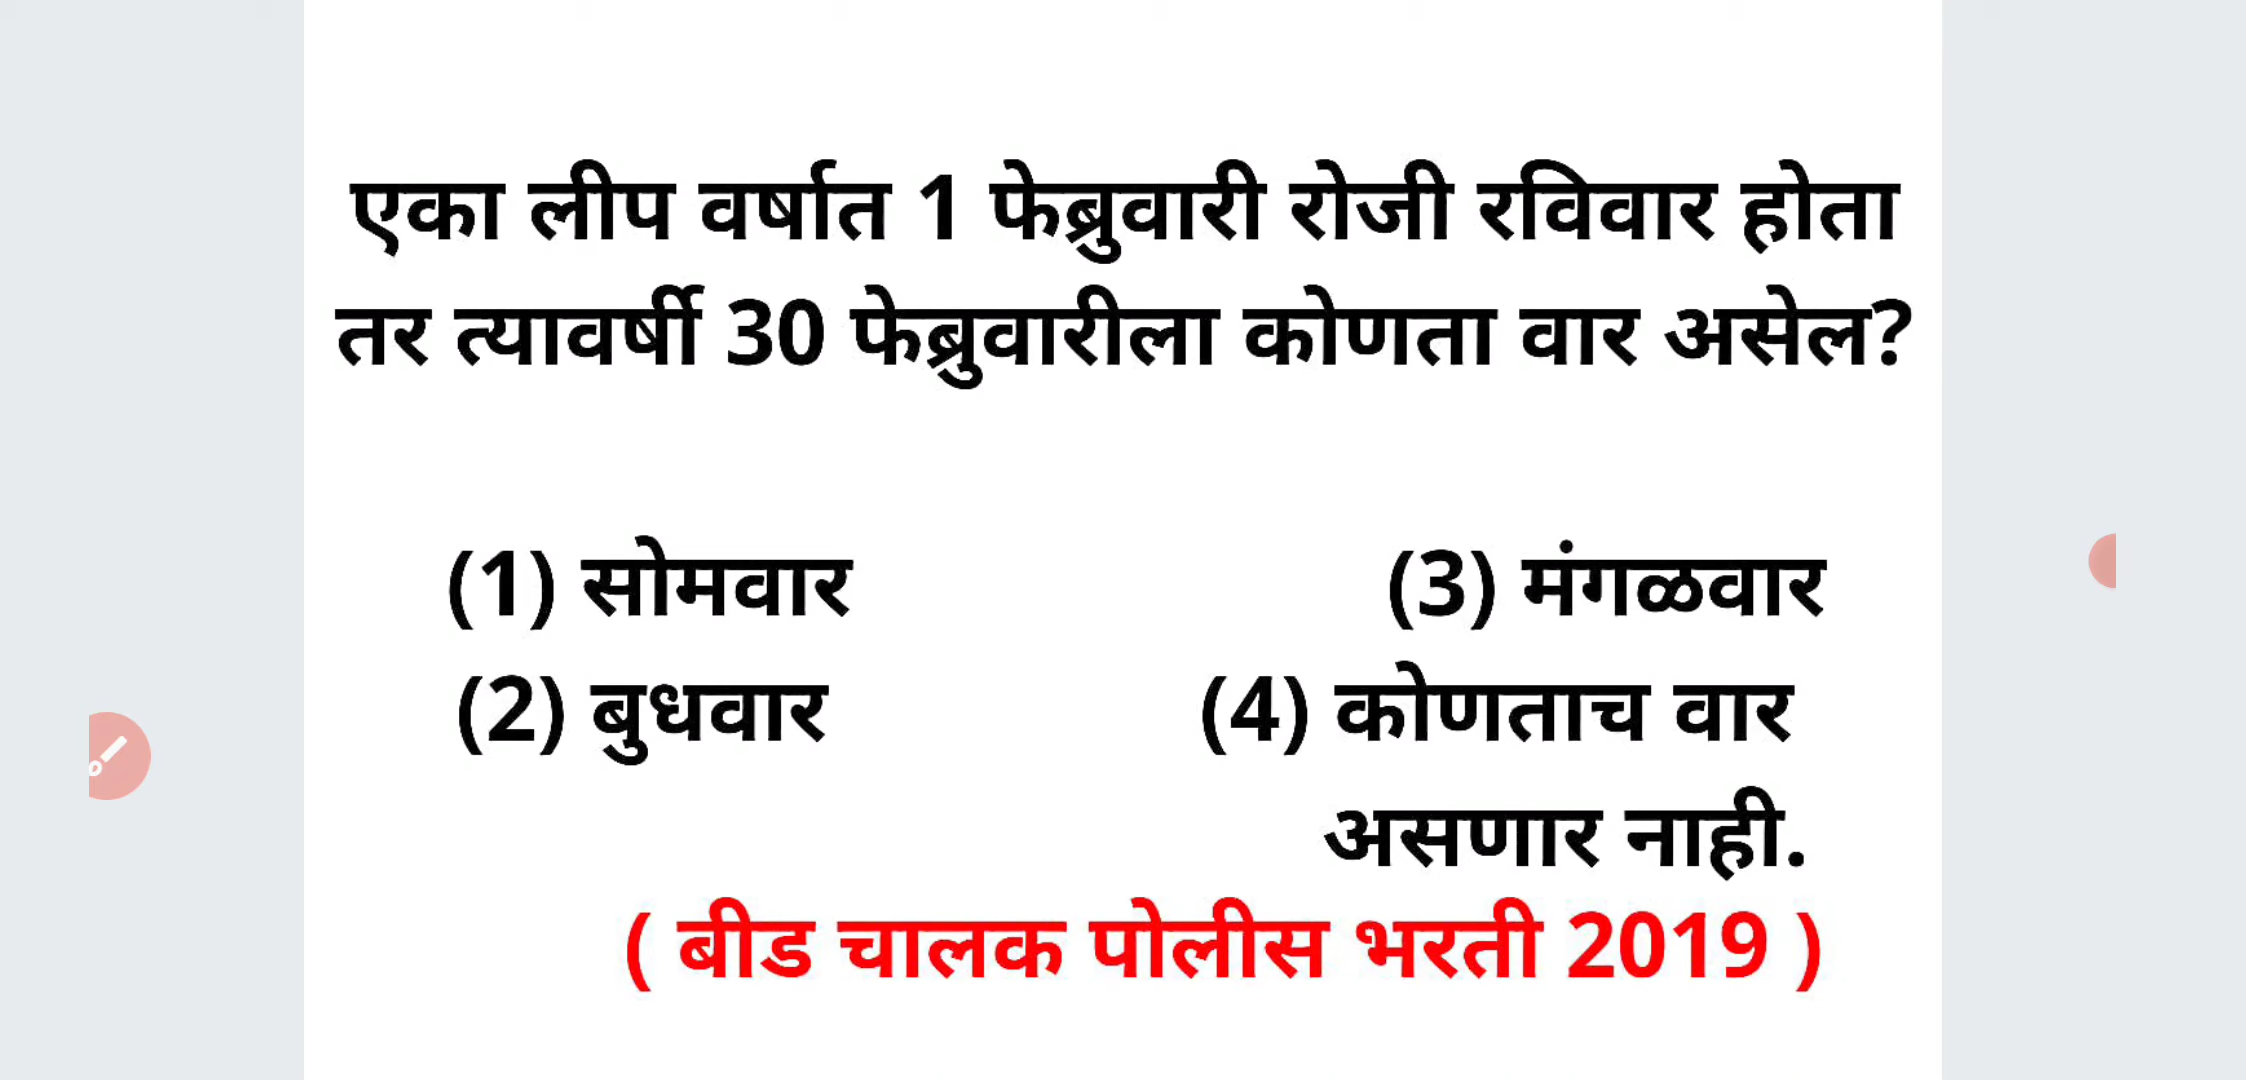 एका लीप वर्षात 1 फेब्रुवारी रोजी रविवार होता
तर त्यावर्षी 30 फेब्रुवारीला कोणता वार असेल?
(1) सोमवार (3) मंगळवार
(2) बुधवार (4) कोणताच वार
असणार नाही.
( बीड चालक पोलीस भरती 2019 )